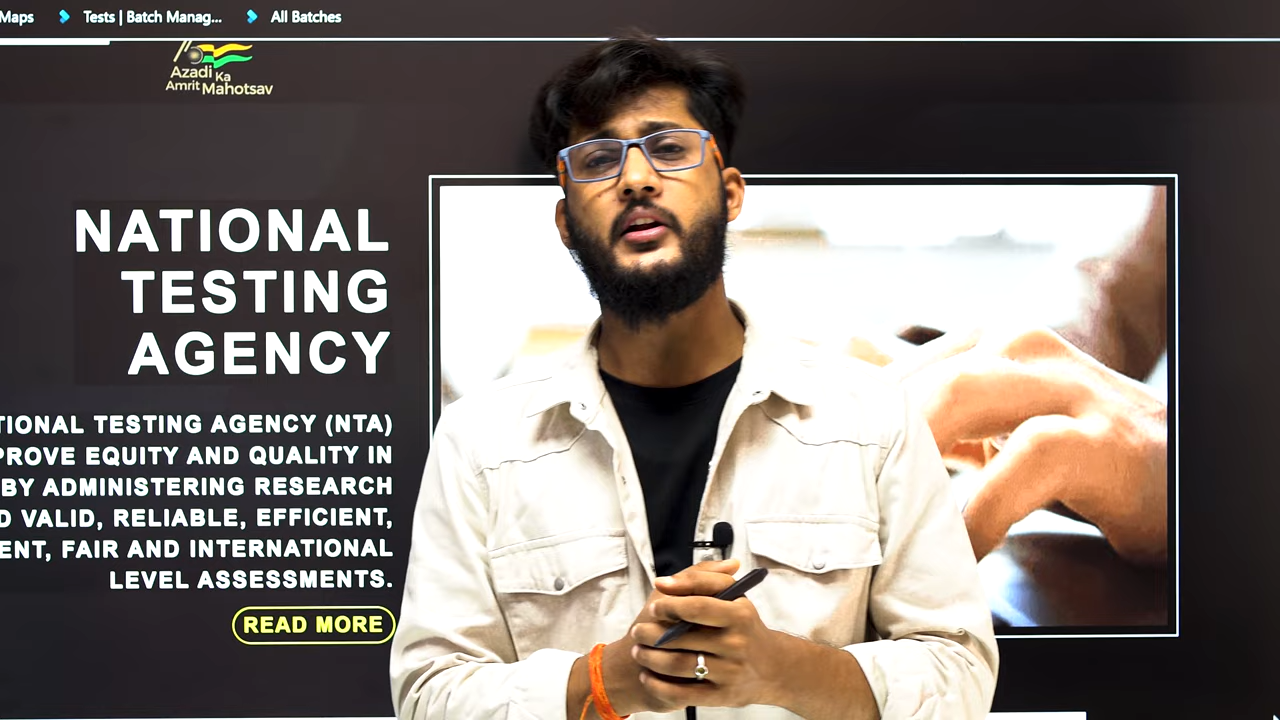 Maps
Tests | Batch Manag...
All Batches
Azadi Ka
Amrit Mahotsav
NATIONAL
TESTING
AGENCY
TIONAL TESTING AGENCY (NTA)
PROVE EQUITY AND QUALITY IN
BY ADMINISTERING RESEARCH
D VALID, RELIABLE, EFFICIENT,
ENT, FAIR AND INTERNATIONAL
LEVEL ASSESSMENTS.
READ MORE